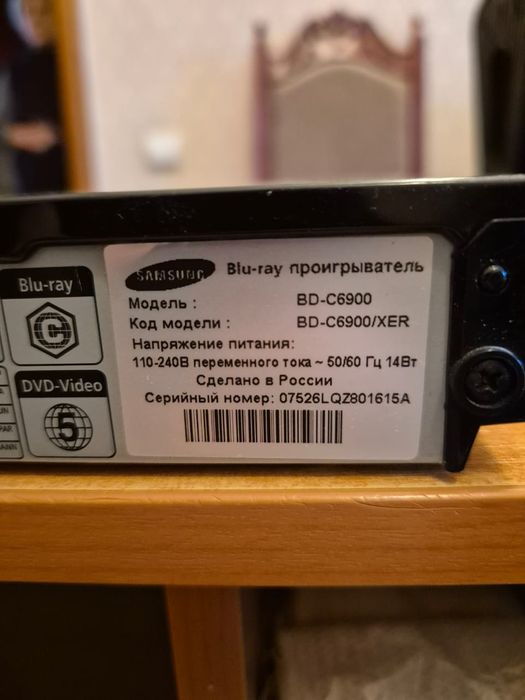 Blu-ray
C
DVD-Video
5
SAMSUNG Blu-ray проигрыватель
Модель : BD-C6900
Код модели : BD-C6900/XER
Напряжение питания:
110-240В переменного тока ~ 50/60 Гц 14Вт
Сделано в России
Серийный номер: 07526LQZ801615A